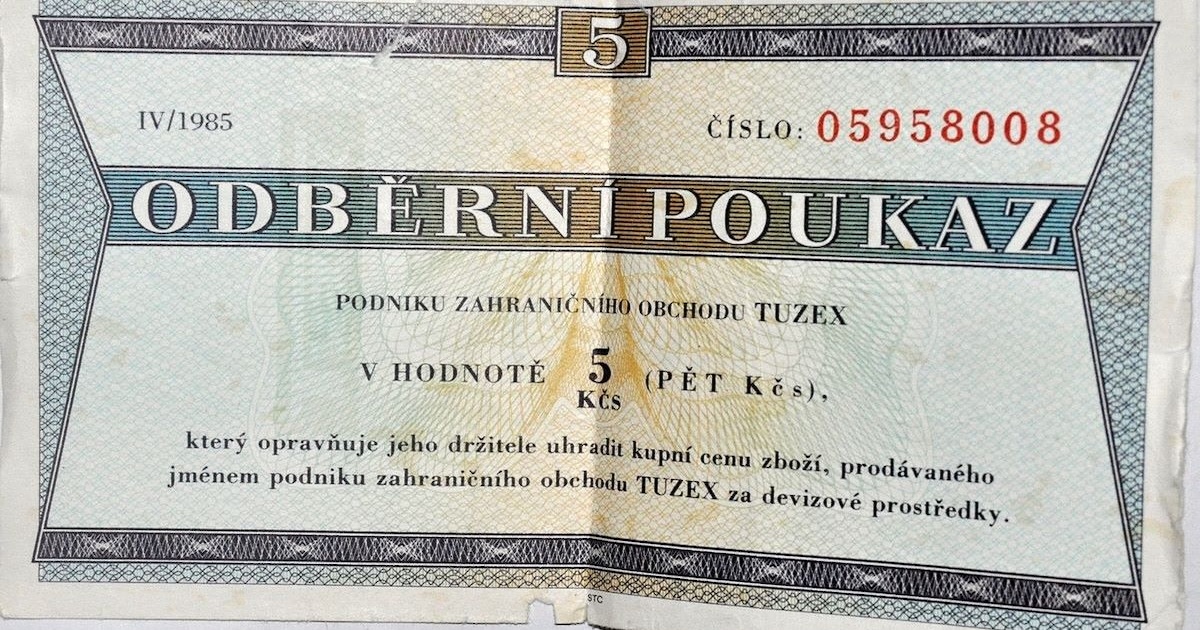 5
IV/1985
ČÍSLO: 05958008
ODBĚRNÍ POUKAZ
PODNIKU ZAHRANIČNÍHO OBCHODU TUZEX
V HODNOTĚ 5 Kčs (PĚT Kčs),
který opravňuje jeho držitele uhradit kupní cenu zboží, prodávaného
jménem podniku zahraničního obchodu TUZEX za devizové prostředky.
STC